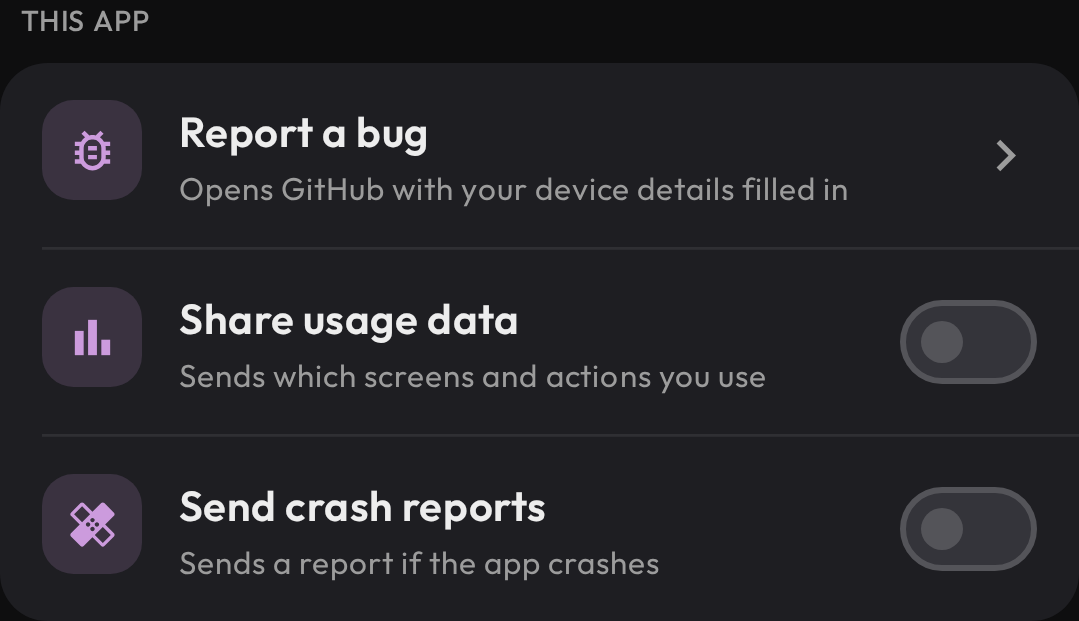 THIS APP
Report a bug
Opens GitHub with your device details filled in
Share usage data
Sends which screens and actions you use
Send crash reports
Sends a report if the app crashes